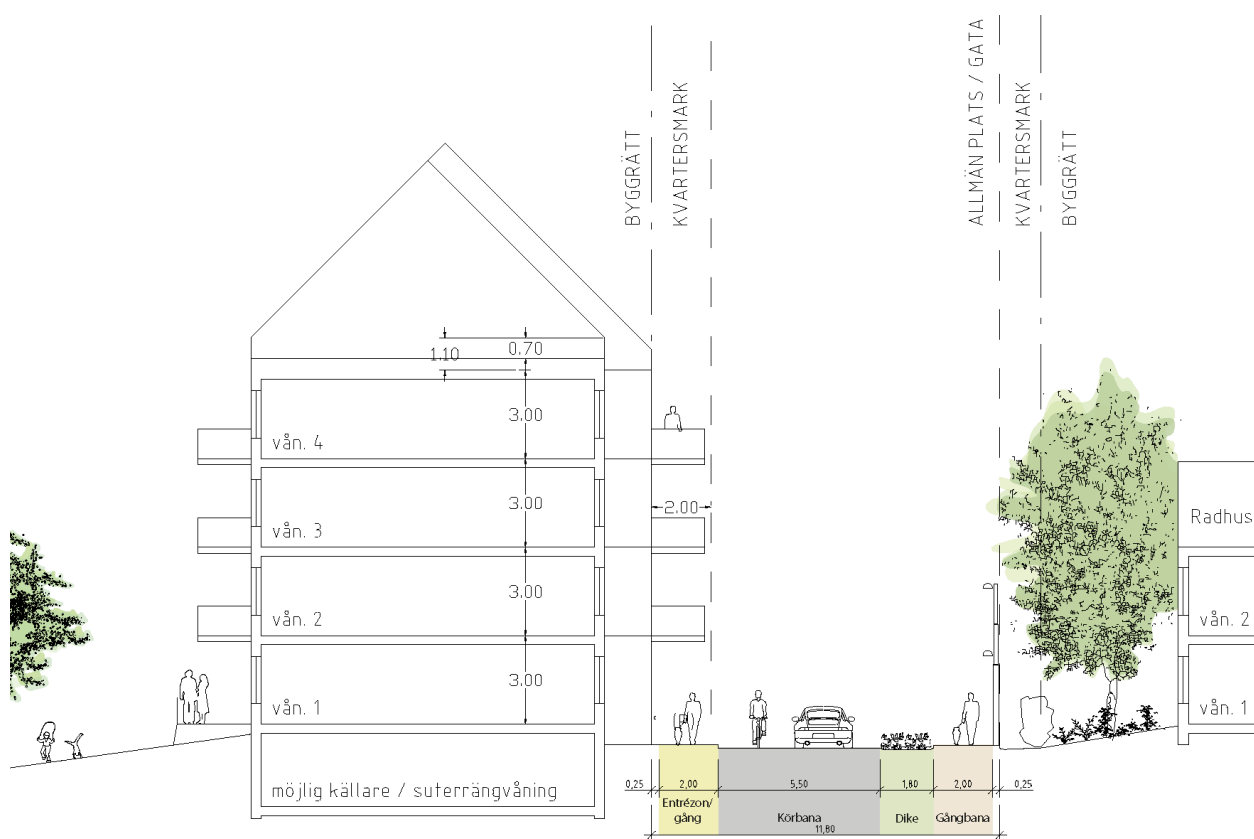 BYGGRÄTT
KVARTERSMARK
ALLMÄN PLATS / GATA
KVARTERSMARK
BYGGRÄTT
1.10
0.70
3.00
vån. 4
3.00
2.00
vån. 3
Radhus
3.00
vån. 2
vån. 2
3.00
vån. 1
vån. 1
möjlig källare / suterrängvåning
0,25
2,00
5,50
1,80
2,00
0,25
Entrézon/
gång
Körbana
Dike
Gångbana
11,80